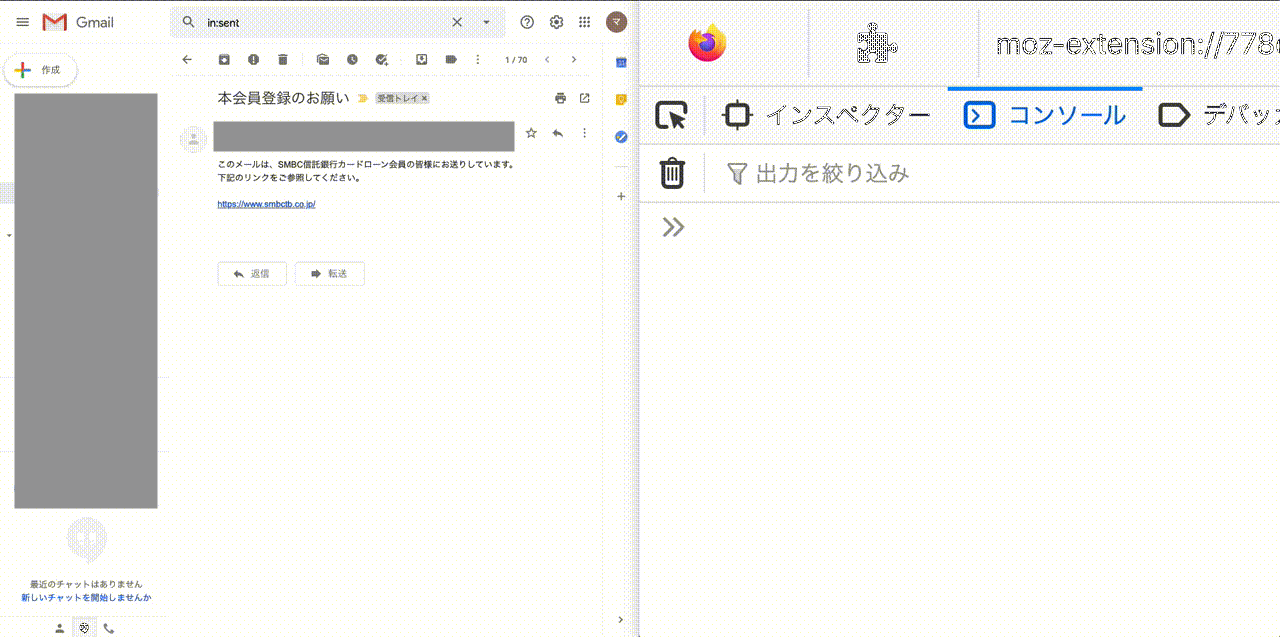 Gmail
in:sent
マ
作成
1 / 70
本会員登録のお願い
受信トレイ ×
このメールは、SMBC信託銀行カードローン会員の皆様にお送りしています。
下記のリンクをご参照してください。
https://www.smbctb.co.jp/
返信
転送
最近のチャットはありません
新しいチャットを開始しませんか
moz-extension://778
インスペクター
コンソール
デバッ
出力を絞り込み